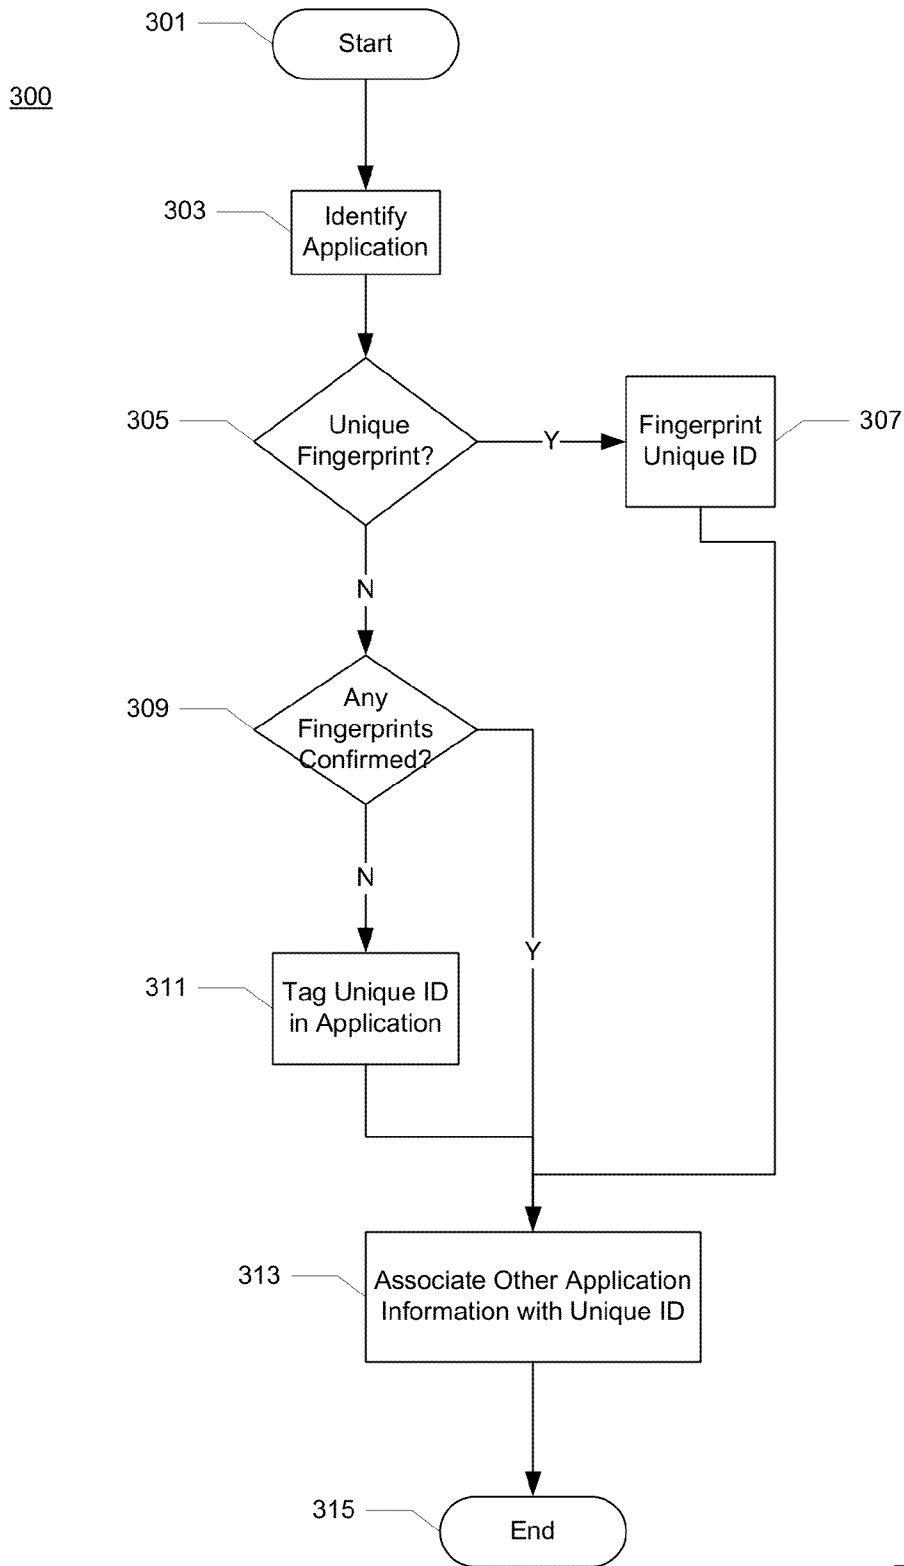 301
Start
300
303
Identify
Application
305
Unique
Fingerprint?
Y
Fingerprint
Unique ID
307
N
309
Any
Fingerprints
Confirmed?
N
Y
311
Tag Unique ID
in Application
313
Associate Other Application
Information with Unique ID
315
End